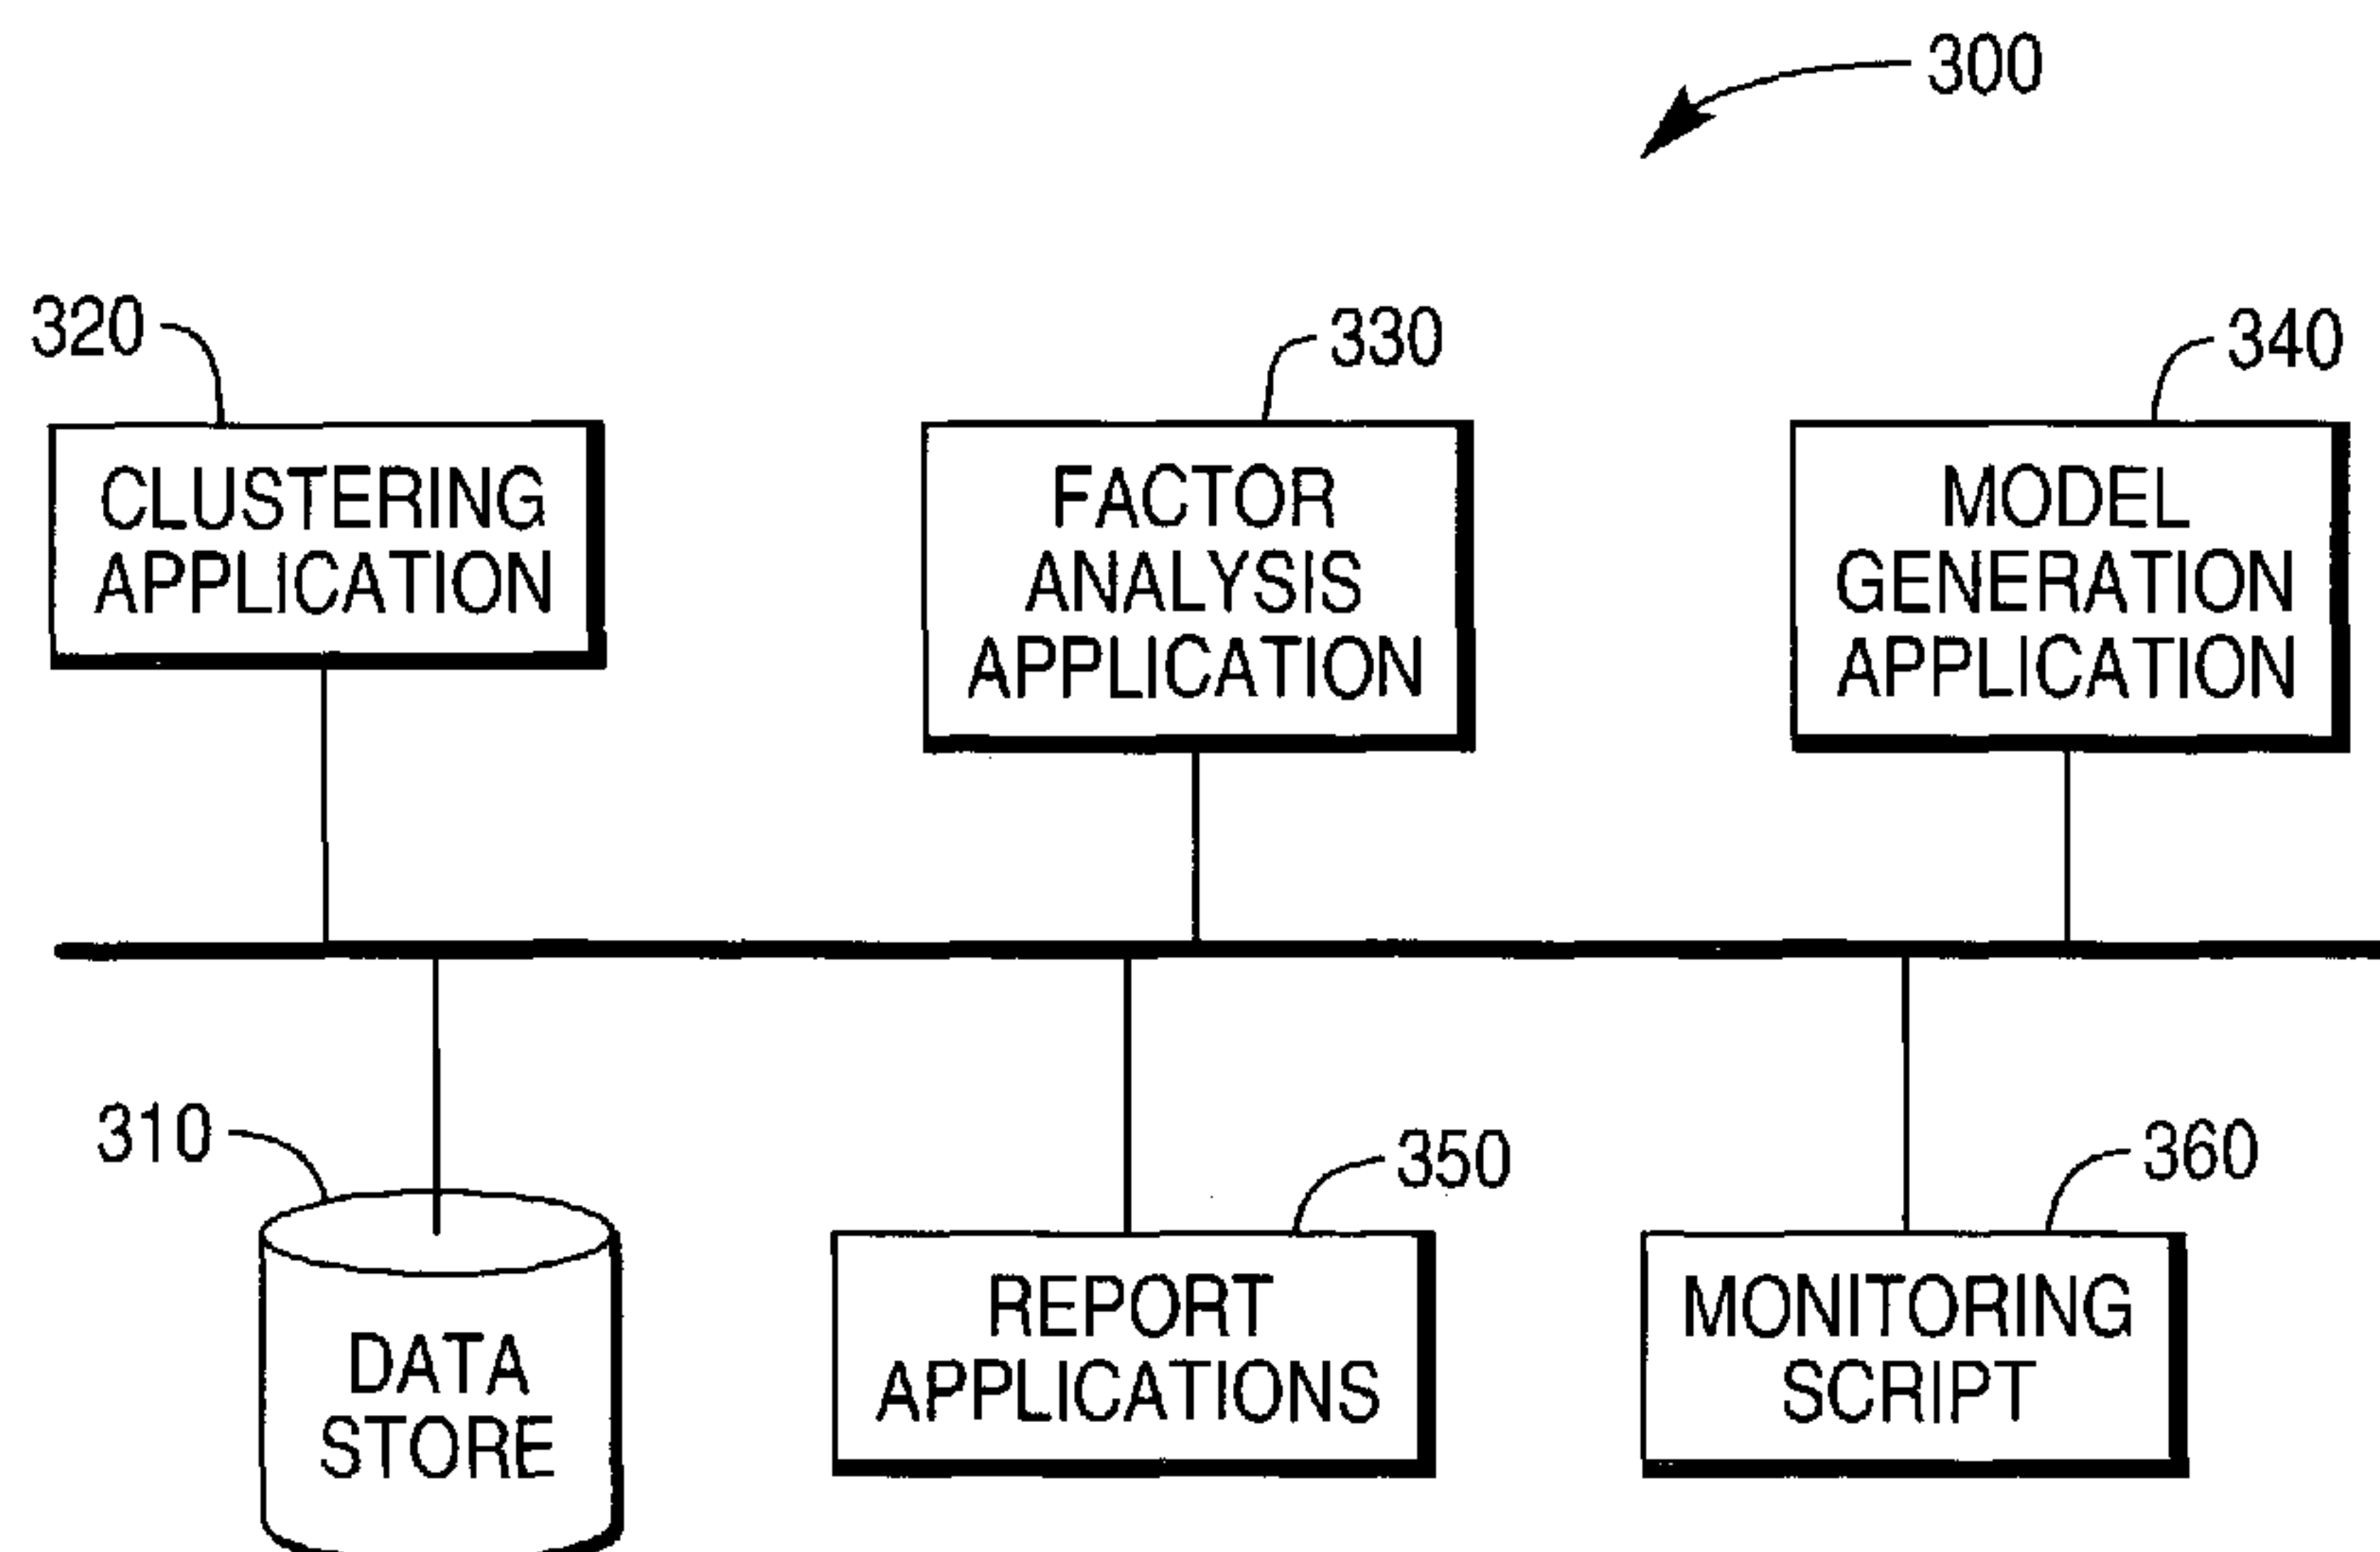 300
320
CLUSTERING
APPLICATION
330
FACTOR
ANALYSIS
APPLICATION
340
MODEL
GENERATION
APPLICATION
310
DATA
STORE
350
REPORT
APPLICATIONS
360
MONITORING
SCRIPT